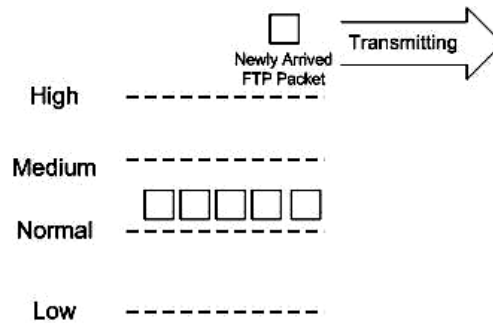 Newly Arrived
FTP Packet
Transmitting
High
Medium
Normal
Low